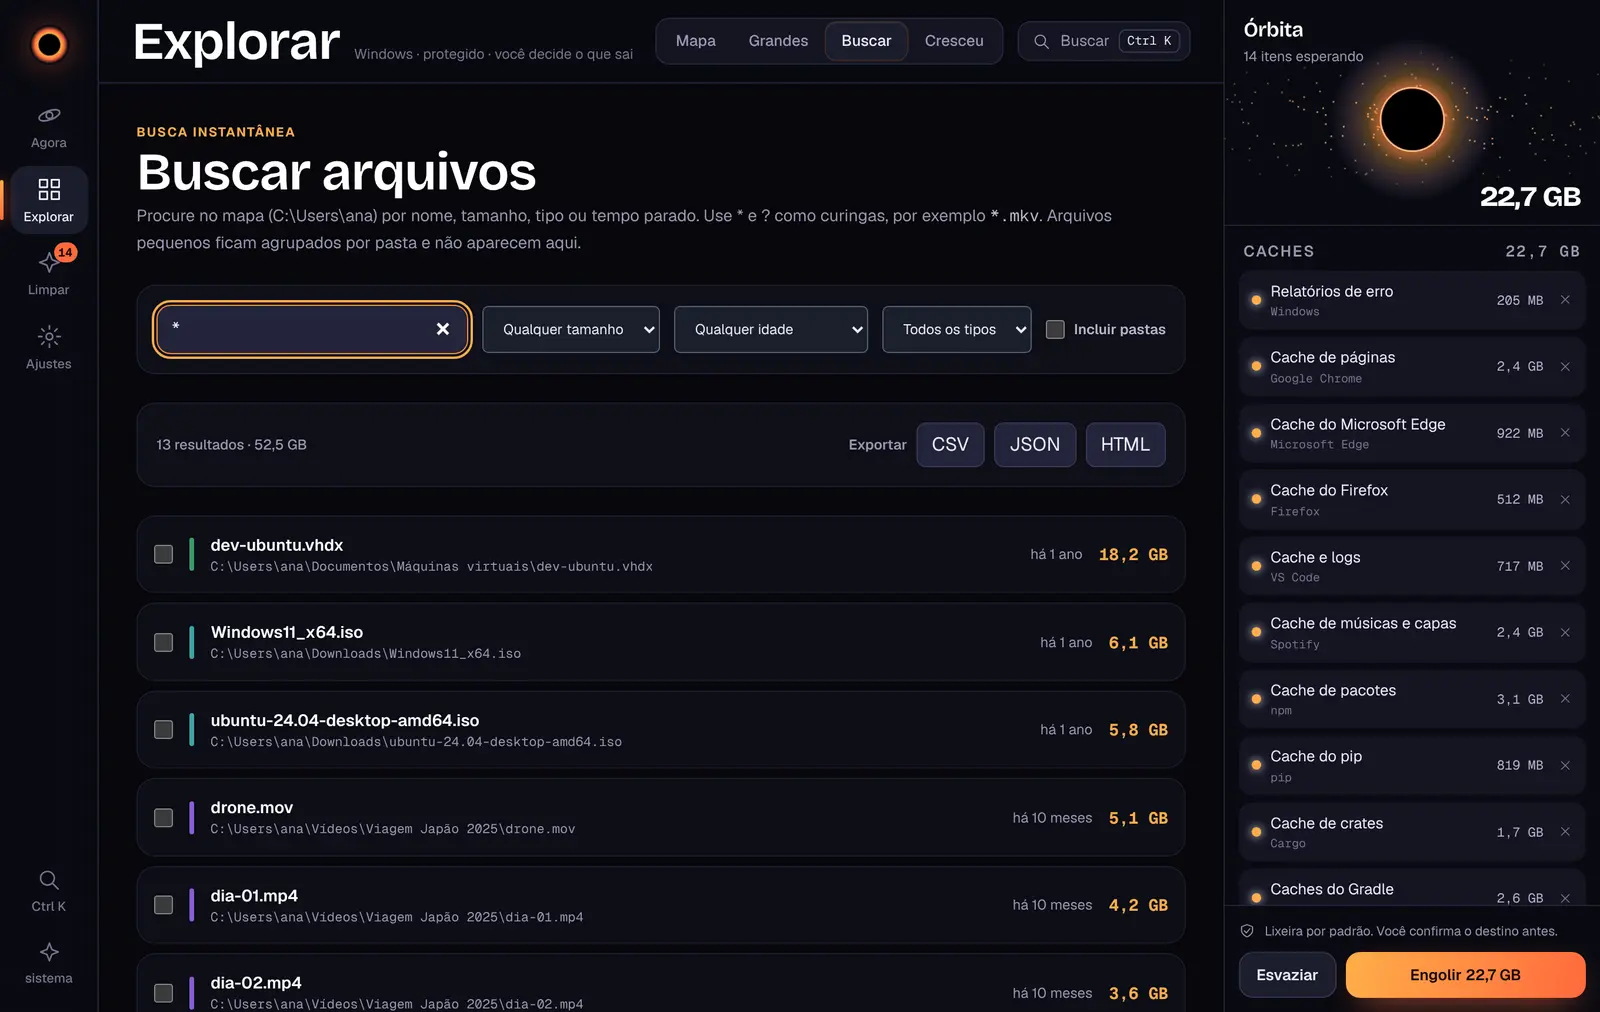 Agora
Explorar
14
Limpar
Ajustes
Ctrl K
sistema
Explorar
Windows · protegido · você decide o que sai
Mapa
Grandes
Buscar
Cresceu
Buscar
Ctrl K
BUSCA INSTANTÂNEA
Buscar arquivos
Procure no mapa (C:\Users\ana) por nome, tamanho, tipo ou tempo parado. Use * e ? como curingas, por exemplo *.mkv. Arquivos
pequenos ficam agrupados por pasta e não aparecem aqui.
*
Qualquer tamanho
Qualquer idade
Todos os tipos
Incluir pastas
13 resultados · 52,5 GB
Exportar
CSV
JSON
HTML
dev-ubuntu.vhdx
C:\Users\ana\Documentos\Máquinas virtuais\dev-ubuntu.vhdx
há 1 ano
18,2 GB
Windows11_x64.iso
C:\Users\ana\Downloads\Windows11_x64.iso
há 1 ano
6,1 GB
ubuntu-24.04-desktop-amd64.iso
C:\Users\ana\Downloads\ubuntu-24.04-desktop-amd64.iso
há 1 ano
5,8 GB
drone.mov
C:\Users\ana\Vídeos\Viagem Japão 2025\drone.mov
há 10 meses
5,1 GB
dia-01.mp4
C:\Users\ana\Vídeos\Viagem Japão 2025\dia-01.mp4
há 10 meses
4,2 GB
dia-02.mp4
C:\Users\ana\Vídeos\Viagem Japão 2025\dia-02.mp4
há 10 meses
3,6 GB
Órbita
14 itens esperando
22,7 GB
CACHES
22,7 GB
Relatórios de erro
Windows
205 MB
Cache de páginas
Google Chrome
2,4 GB
Cache do Microsoft Edge
Microsoft Edge
922 MB
Cache do Firefox
Firefox
512 MB
Cache e logs
VS Code
717 MB
Cache de músicas e capas
Spotify
2,4 GB
Cache de pacotes
npm
3,1 GB
Cache do pip
pip
819 MB
Cache de crates
Cargo
1,7 GB
Caches do Gradle
2,6 GB
Lixeira por padrão. Você confirma o destino antes.
Esvaziar
Engolir 22,7 GB